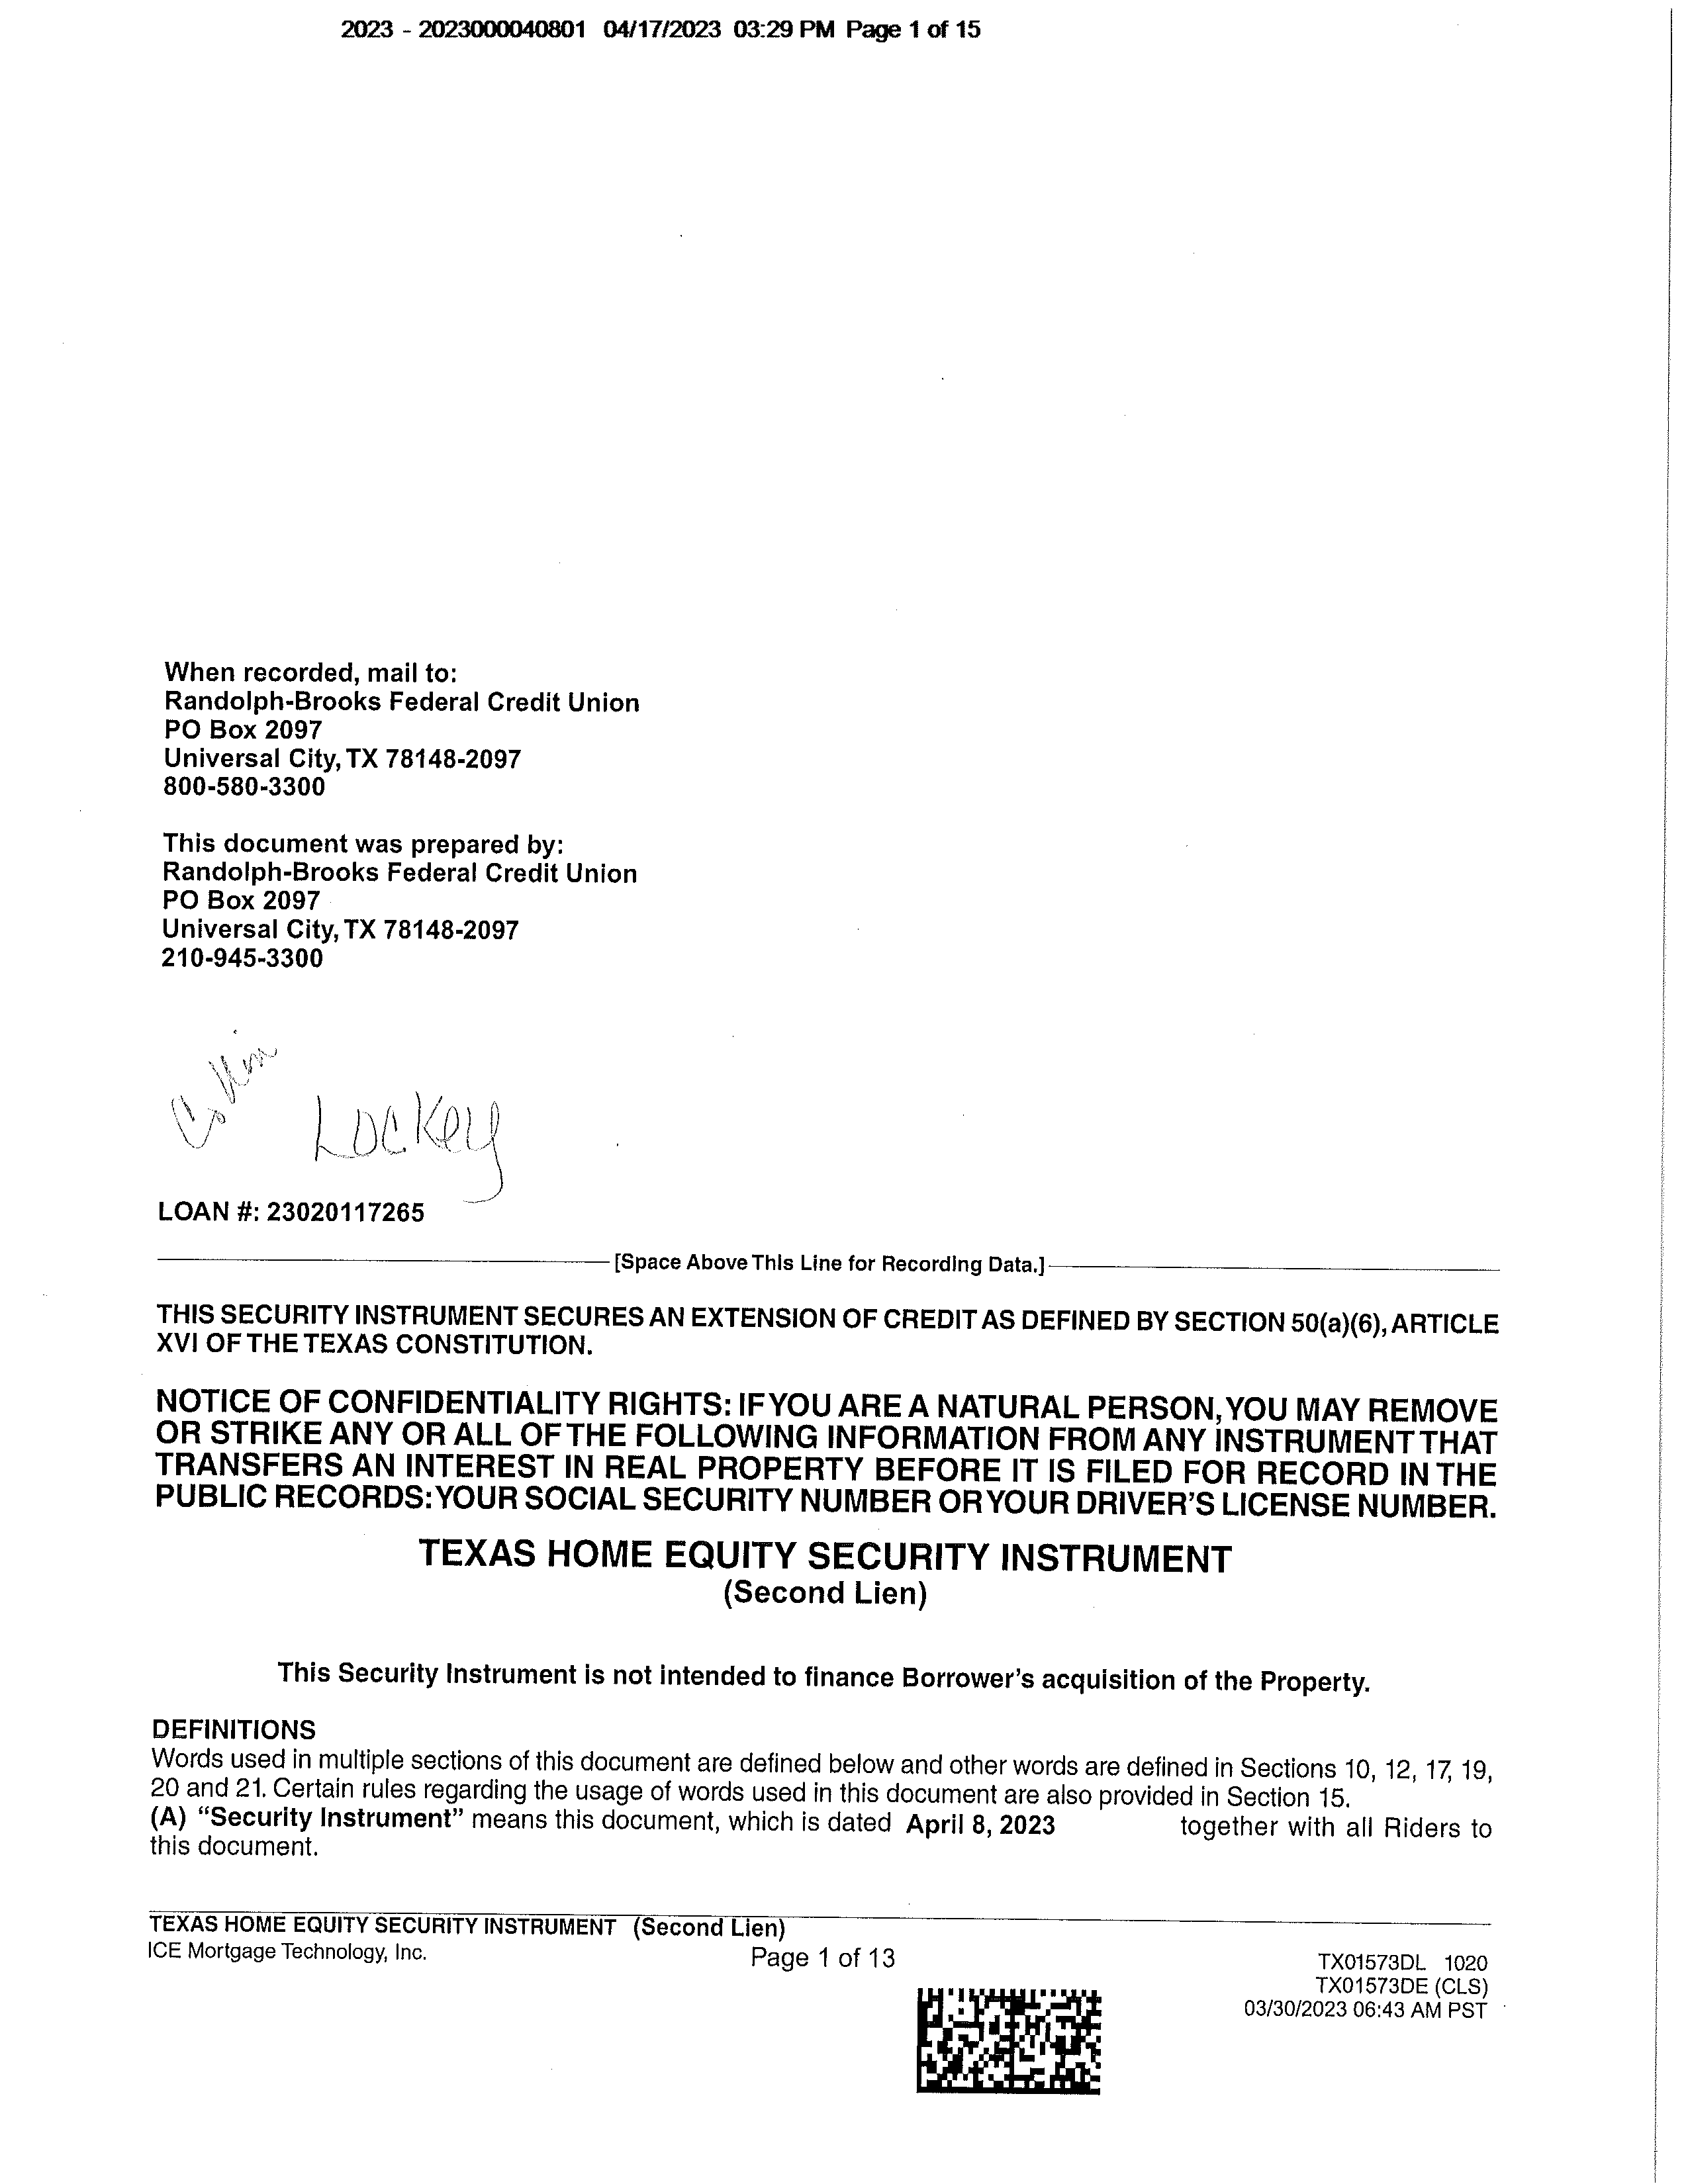 2023 - 2023000040801 04/17/2023 03:29 PM Page 1 of 15
When recorded, mail to:
Randolph-Brooks Federal Credit Union
PO Box 2097
Universal City, TX 78148-2097
800-580-3300
This document was prepared by:
Randolph-Brooks Federal Credit Union
PO Box 2097
Universal City, TX 78148-2097
210-945-3300
Collin
Lockey
LOAN #: 23020117265
[Space Above This Line for Recording Data.]
THIS SECURITY INSTRUMENT SECURES AN EXTENSION OF CREDIT AS DEFINED BY SECTION 50(a)(6), ARTICLE
XVI OF THE TEXAS CONSTITUTION.
NOTICE OF CONFIDENTIALITY RIGHTS: IF YOU ARE A NATURAL PERSON, YOU MAY REMOVE
OR STRIKE ANY OR ALL OF THE FOLLOWING INFORMATION FROM ANY INSTRUMENT THAT
TRANSFERS AN INTEREST IN REAL PROPERTY BEFORE IT IS FILED FOR RECORD IN THE
PUBLIC RECORDS: YOUR SOCIAL SECURITY NUMBER OR YOUR DRIVER'S LICENSE NUMBER.
TEXAS HOME EQUITY SECURITY INSTRUMENT
(Second Lien)
This Security Instrument is not intended to finance Borrower's acquisition of the Property.
DEFINITIONS
Words used in multiple sections of this document are defined below and other words are defined in Sections 10, 12, 17, 19,
20 and 21. Certain rules regarding the usage of words used in this document are also provided in Section 15.
(A) "Security Instrument" means this document, which is dated April 8, 2023 together with all Riders to
this document.
TEXAS HOME EQUITY SECURITY INSTRUMENT (Second Lien)
ICE Mortgage Technology, Inc.
Page 1 of 13
TX01573DL 1020
TX01573DE (CLS)
03/30/2023 06:43 AM PST